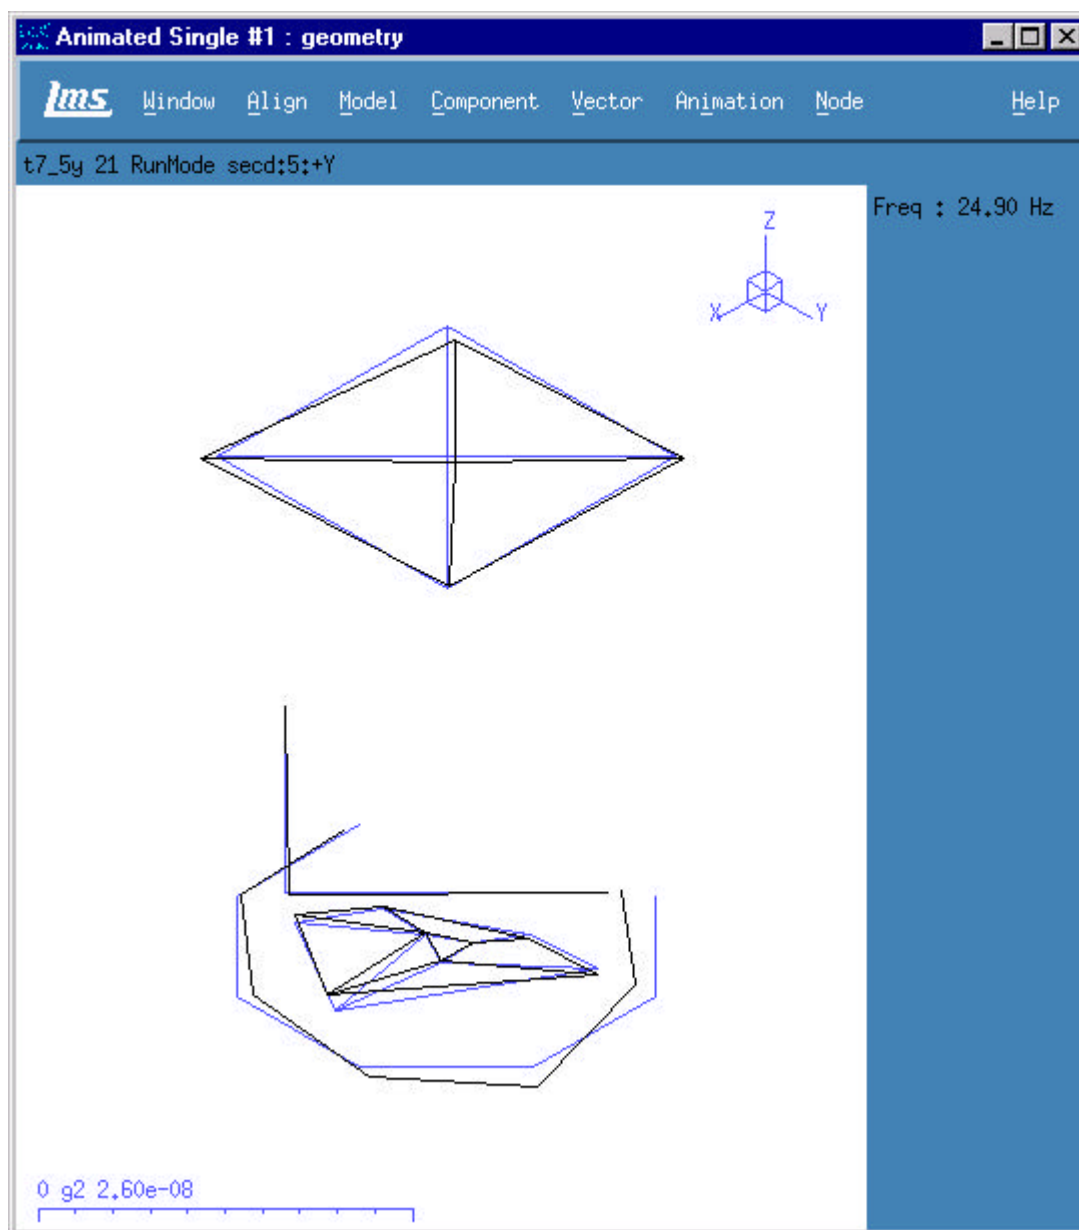 Animated Single #1 : geometry
lms Window Align Model Component Vector Animation Node Help
t7_5y 21 RunMode secd:5:+Y
Freq : 24.90 Hz
Z
X Y
0 g2 2.60e-08